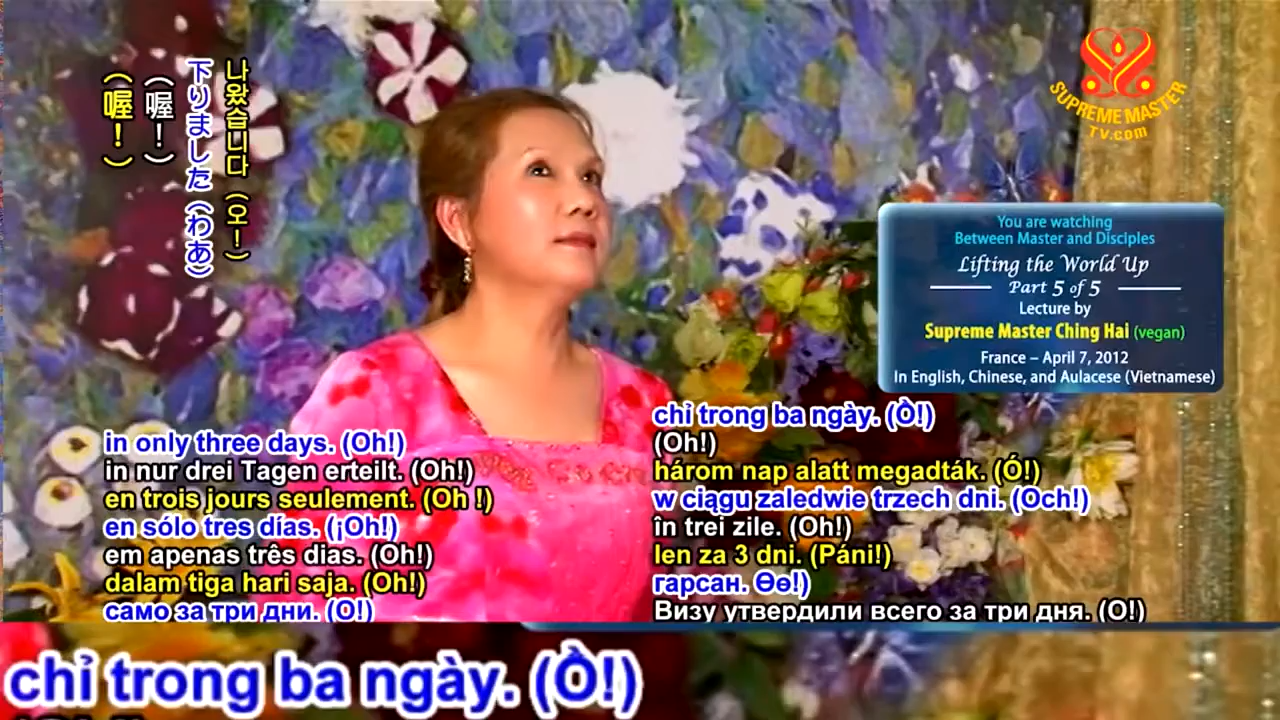 나왔습니다 (오!)
下りました (わあ)
(喔!)
(喔!)
SUPREME MASTER
TV.com
You are watching
Between Master and Disciples
Lifting the World Up
Part 5 of 5
Lecture by
Supreme Master Ching Hai (vegan)
France – April 7, 2012
In English, Chinese, and Aulacese (Vietnamese)
in only three days. (Oh!)
in nur drei Tagen erteilt. (Oh!)
en trois jours seulement. (Oh !)
en sólo tres días. (¡Oh!)
em apenas três dias. (Oh!)
dalam tiga hari saja. (Oh!)
само за три дни. (О!)
chỉ trong ba ngày. (Ồ!)
(Oh!)
három nap alatt megadták. (Ó!)
w ciągu zaledwie trzech dni. (Och!)
în trei zile. (Oh!)
len za 3 dni. (Páni!)
гарсан. Өө!)
Визу утвердили всего за три дня. (О!)
chỉ trong ba ngày. (Ồ!)